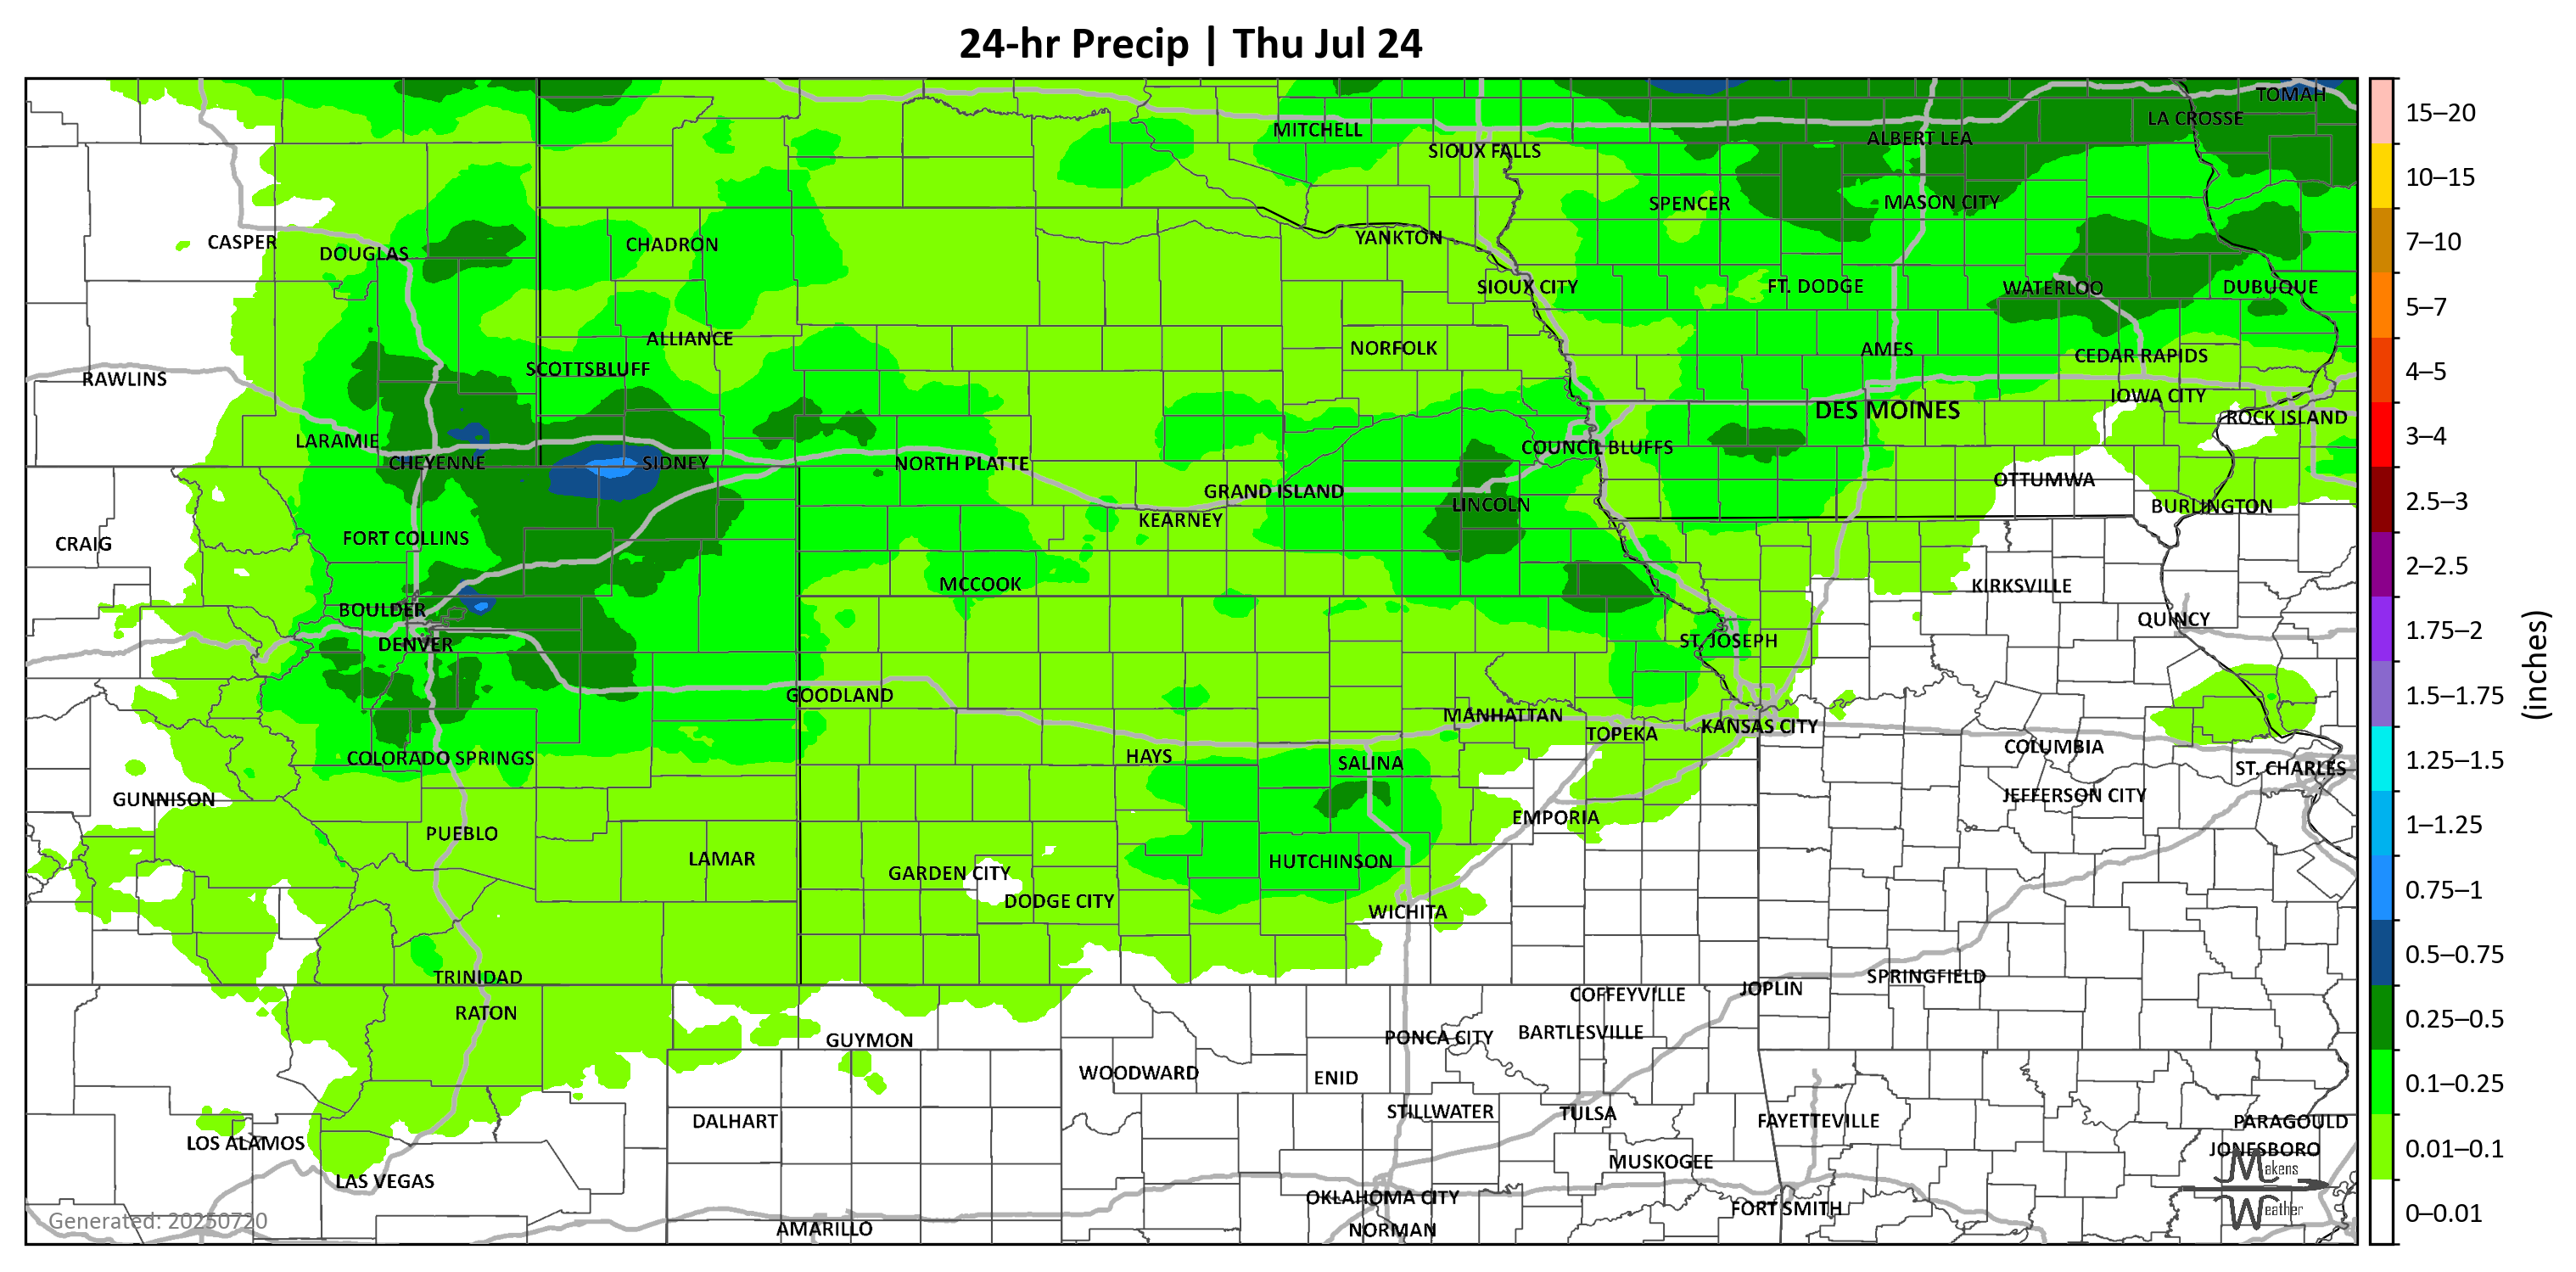 24-hr Precip | Thu Jul 24
TOMAH
LA CROSSE
MITCHELL
ALBERT LEA
SIOUX FALLS
SPENCER
MASON CITY
CASPER
DOUGLAS
CHADRON
YANKTON
SIOUX CITY
FT. DODGE
WATERLOO
DUBUQUE
ALLIANCE
NORFOLK
AMES
CEDAR RAPIDS
RAWLINS
SCOTTSBLUFF
IOWA CITY
DES MOINES
ROCK ISLAND
LARAMIE
COUNCIL BLUFFS
CHEYENNE
SIDNEY
NORTH PLATTE
OTTUMWA
GRAND ISLAND
LINCOLN
BURLINGTON
KEARNEY
CRAIG
FORT COLLINS
MCCOOK
KIRKSVILLE
BOULDER
QUINCY
DENVER
ST. JOSEPH
GOODLAND
MANHATTAN
TOPEKA
KANSAS CITY
COLORADO SPRINGS
HAYS
SALINA
COLUMBIA
ST. CHARLES
GUNNISON
JEFFERSON CITY
PUEBLO
EMPORIA
LAMAR
HUTCHINSON
GARDEN CITY
DODGE CITY
WICHITA
TRINIDAD
SPRINGFIELD
JOPLIN
COFFEYVILLE
RATON
GUYMON
PONCA CITY
BARTLESVILLE
WOODWARD
ENID
DALHART
STILLWATER
TULSA
FAYETTEVILLE
PARAGOULD
LOS ALAMOS
JONESBORO
MUSKOGEE
LAS VEGAS
OKLAHOMA CITY
FORT SMITH
AMARILLO
NORMAN
Makens
Weather
Generated: 20250720
15–20
10–15
7–10
5–7
4–5
3–4
2.5–3
2–2.5
1.75–2
1.5–1.75
1.25–1.5
1–1.25
0.75–1
0.5–0.75
0.25–0.5
0.1–0.25
0.01–0.1
0–0.01
(inches)